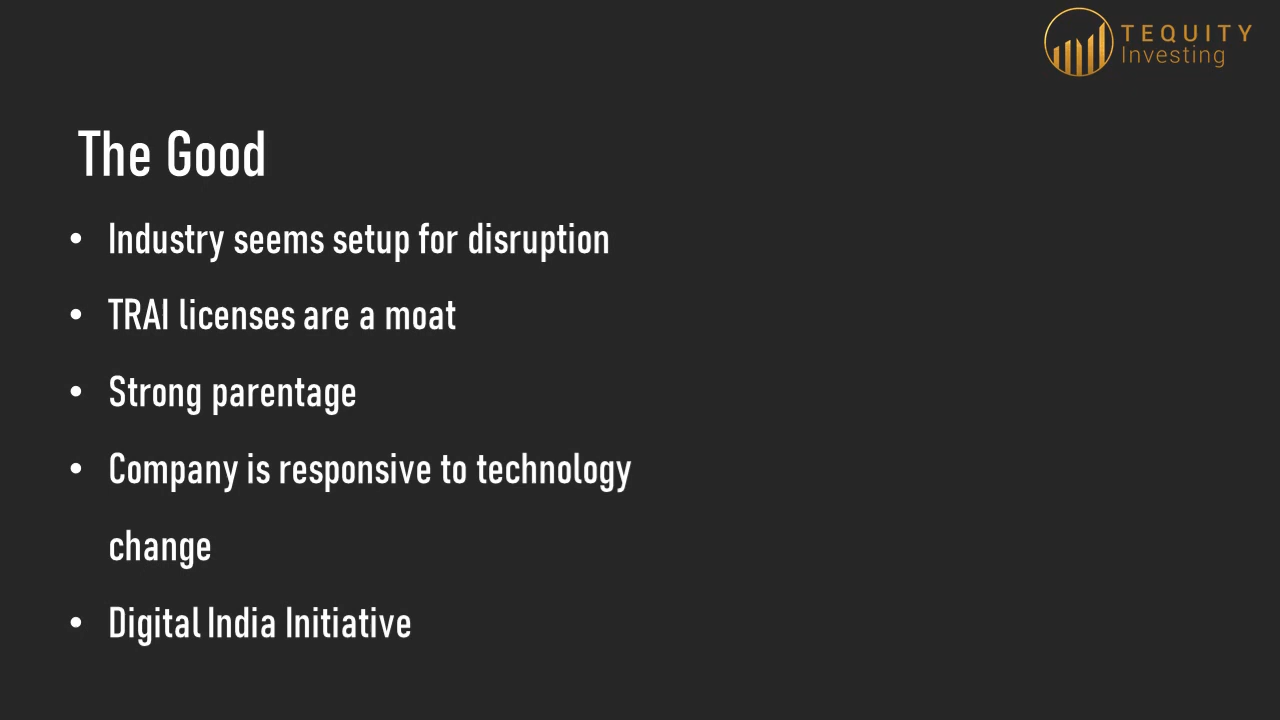 TEQUITY
Investing
The Good
• Industry seems setup for disruption
• TRAI licenses are a moat
• Strong parentage
• Company is responsive to technology
change
• Digital India Initiative